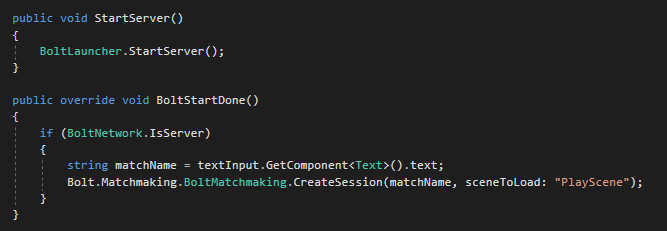 public void StartServer()
{
BoltLauncher.StartServer();
}
public override void BoltStartDone()
{
if (BoltNetwork.IsServer)
{
string matchName = textInput.GetComponent<Text>().text;
Bolt.Matchmaking.BoltMatchmaking.CreateSession(matchName, sceneToLoad: "PlayScene");
}
}